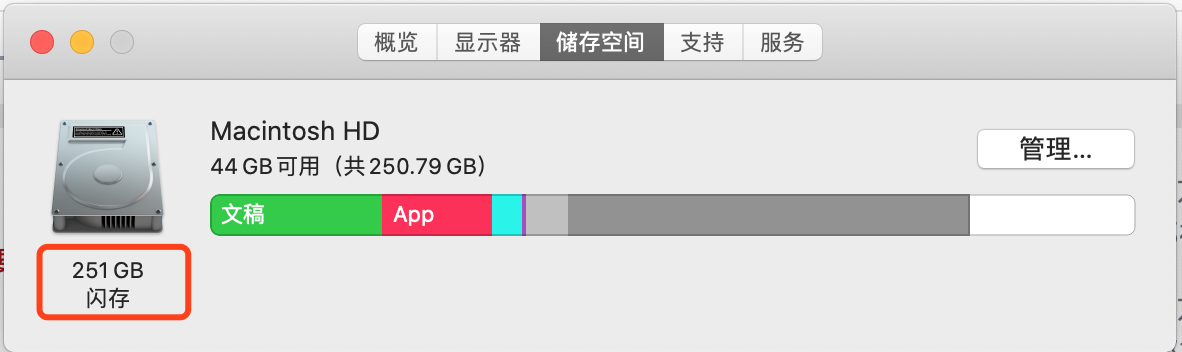 概览 显示器 储存空间 支持 服务
Macintosh HD
44 GB 可用（共 250.79 GB）
管理...
文稿 App
251 GB
闪存